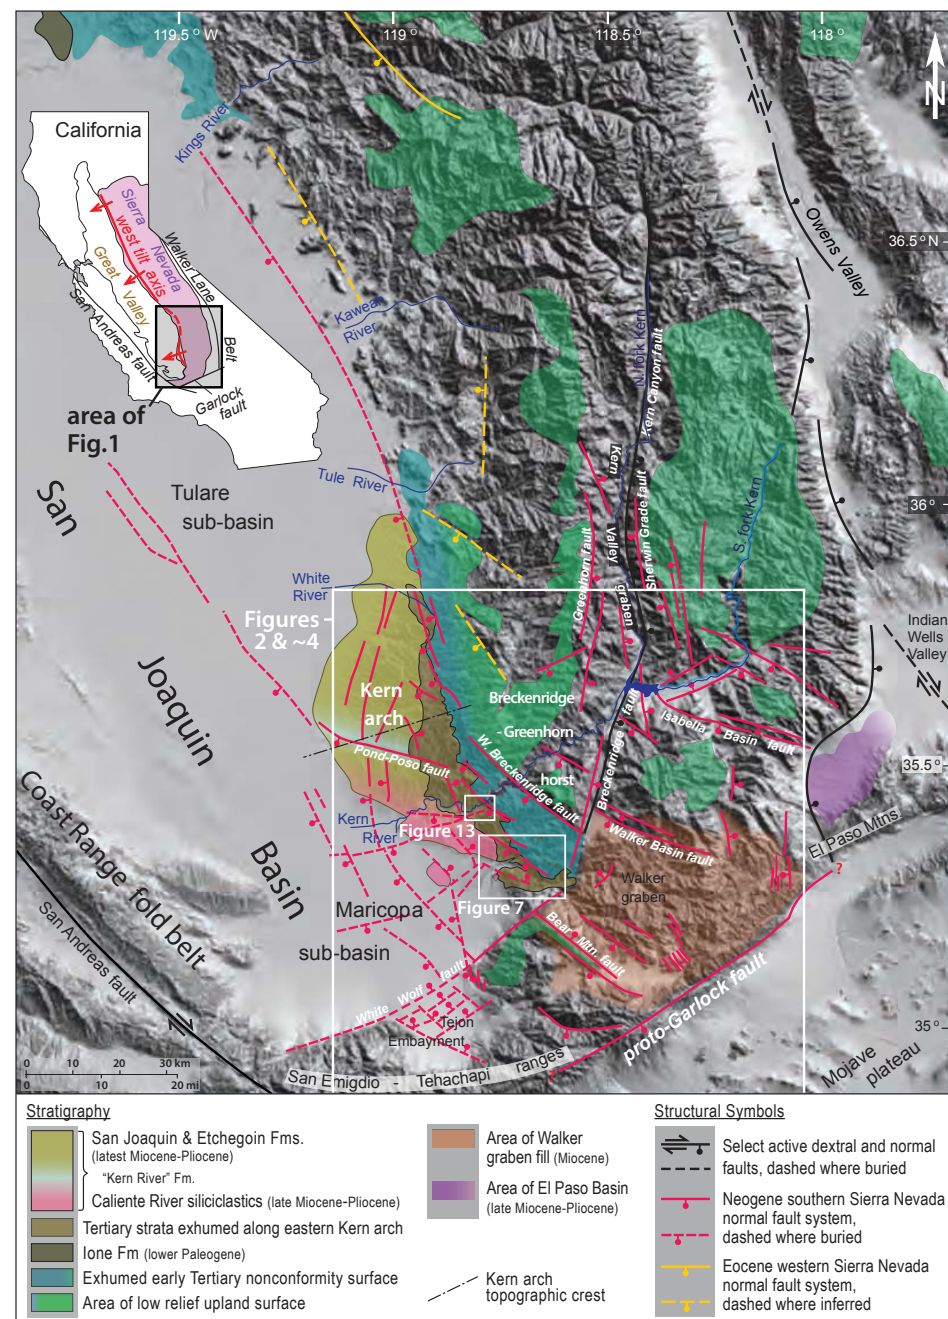 119.5° W
119°
118.5°
118°
N
Kings River
California
Sierra
Nevada
west tilt axis
Great
Valley
Walker Lane
Belt
San Andreas fault
Garlock
fault
area of
Fig.1
Owens Valley
36.5° N
Kaweah
River
N. fork Kern
Kern Canyon fault
San
Tulare
sub-basin
Tule River
Kern
Valley
graben
Sherwin Grade fault
Greenhorn fault
S. fork Kern
36°
White
River
Figures
2 & ~4
Indian
Wells
Valley
Joaquin
Kern
arch
Breckenridge
- Greenhorn
horst
Isabella Basin fault
Breckenridge fault
W. Breckenridge fault
Pond-Poso fault
35.5°
Kern
River
Figure 13
Walker Basin fault
El Paso Mtns.
?
Coast Range fold belt
Basin
Walker
graben
Figure 7
Maricopa
sub-basin
Bear Mtn. fault
San Andreas fault
White Wolf fault
Tejon
Embayment
proto-Garlock fault
35°
Mojave
plateau
0 10 20 30 km
0 10 20 mi
San Emigdio - Tehachapi ranges
?
Stratigraphy
San Joaquin & Etchegoin Fms.
(latest Miocene-Pliocene)
“Kern River” Fm.
Caliente River siliciclastics (late Miocene-Pliocene)
Tertiary strata exhumed along eastern Kern arch
Ione Fm (lower Paleogene)
Exhumed early Tertiary nonconformity surface
Area of low relief upland surface
Area of Walker
graben fill (Miocene)
Area of El Paso Basin
(late Miocene-Pliocene)
Kern arch
topographic crest
Structural Symbols
Select active dextral and normal
faults, dashed where buried
Neogene southern Sierra Nevada
normal fault system,
dashed where buried
Eocene western Sierra Nevada
normal fault system,
dashed where inferred